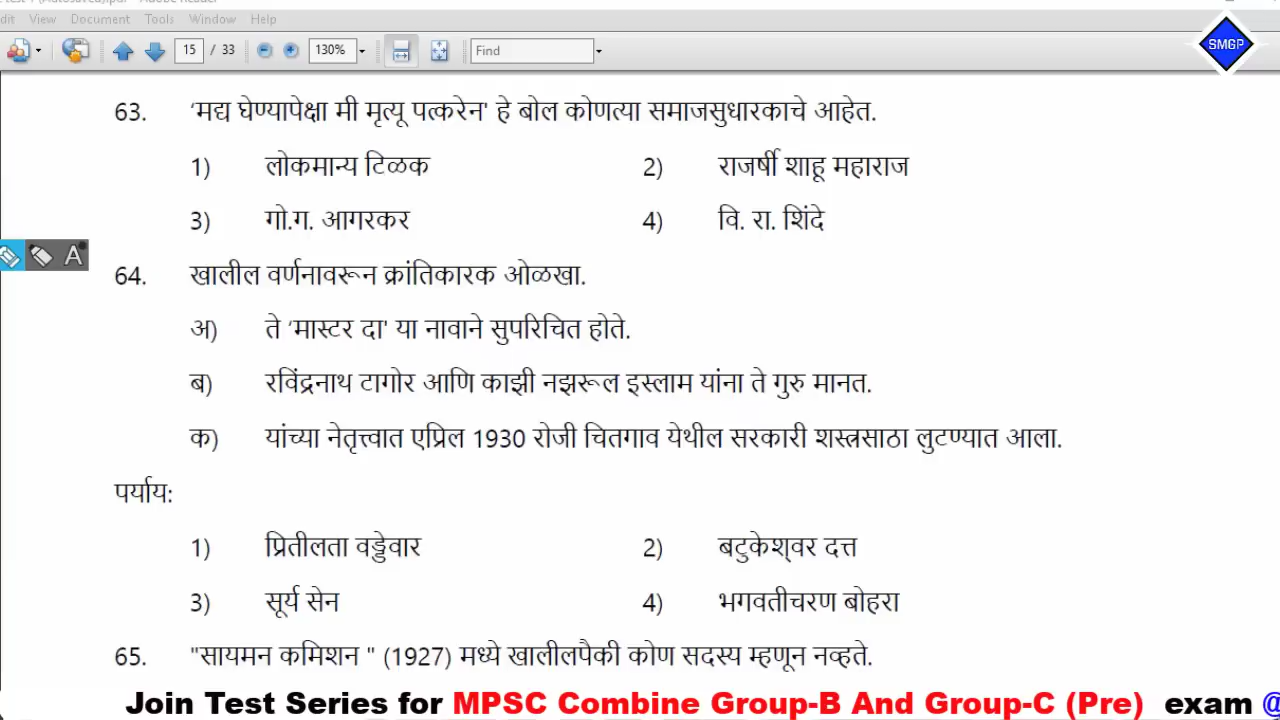 dit View Document Tools Window Help
15 / 33 130% Find
SMGP
63. ‘मद्य घेण्यापेक्षा मी मृत्यू पत्करेन' हे बोल कोणत्या समाजसुधारकाचे आहेत.
1) लोकमान्य टिळक 2) राजर्षी शाहू महाराज
3) गो.ग. आगरकर 4) वि. रा. शिंदे
A
64. खालील वर्णनावरून क्रांतिकारक ओळखा.
अ) ते ‘मास्टर दा' या नावाने सुपरिचित होते.
ब) रविंद्रनाथ टागोर आणि काझी नझरूल इस्लाम यांना ते गुरु मानत.
क) यांच्या नेतृत्त्वात एप्रिल 1930 रोजी चितगाव येथील सरकारी शस्त्रसाठा लुटण्यात आला.
पर्याय:
1) प्रितीलता वड्डेवार 2) बटुकेश्‍वर दत्त
3) सूर्य सेन 4) भगवतीचरण बोहरा
65. "सायमन कमिशन " (1927) मध्ये खालीलपैकी कोण सदस्य म्हणून नव्हते.
Join Test Series for MPSC Combine Group-B And Group-C (Pre) exam @